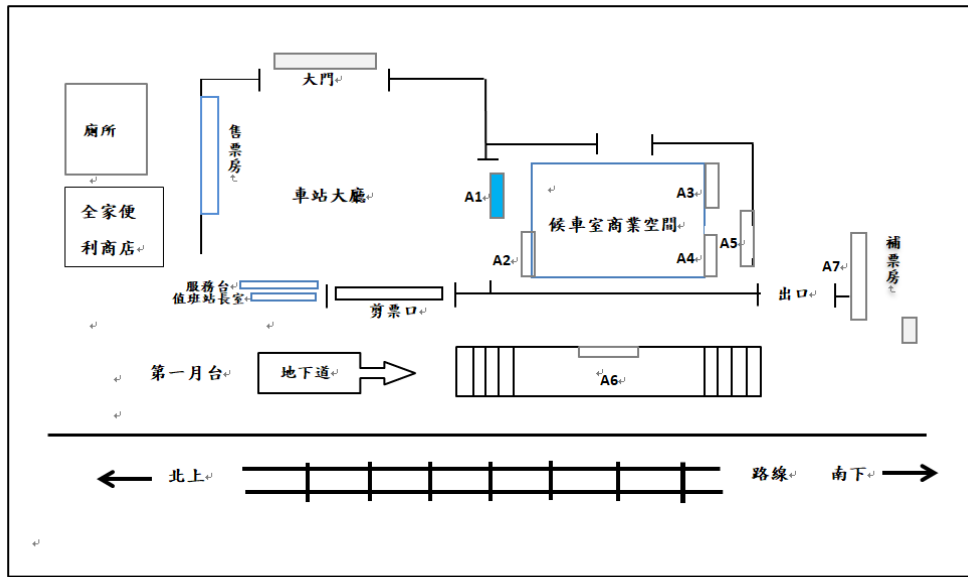 大門
廁所
售票房
車站大廳
A1
A3
全家便
利商店
候車室商業空間
A2
A4
A5
A7
補票房
服務台
值班站長室
剪票口
出口
第一月台
地下道
A6
北上
路線
南下